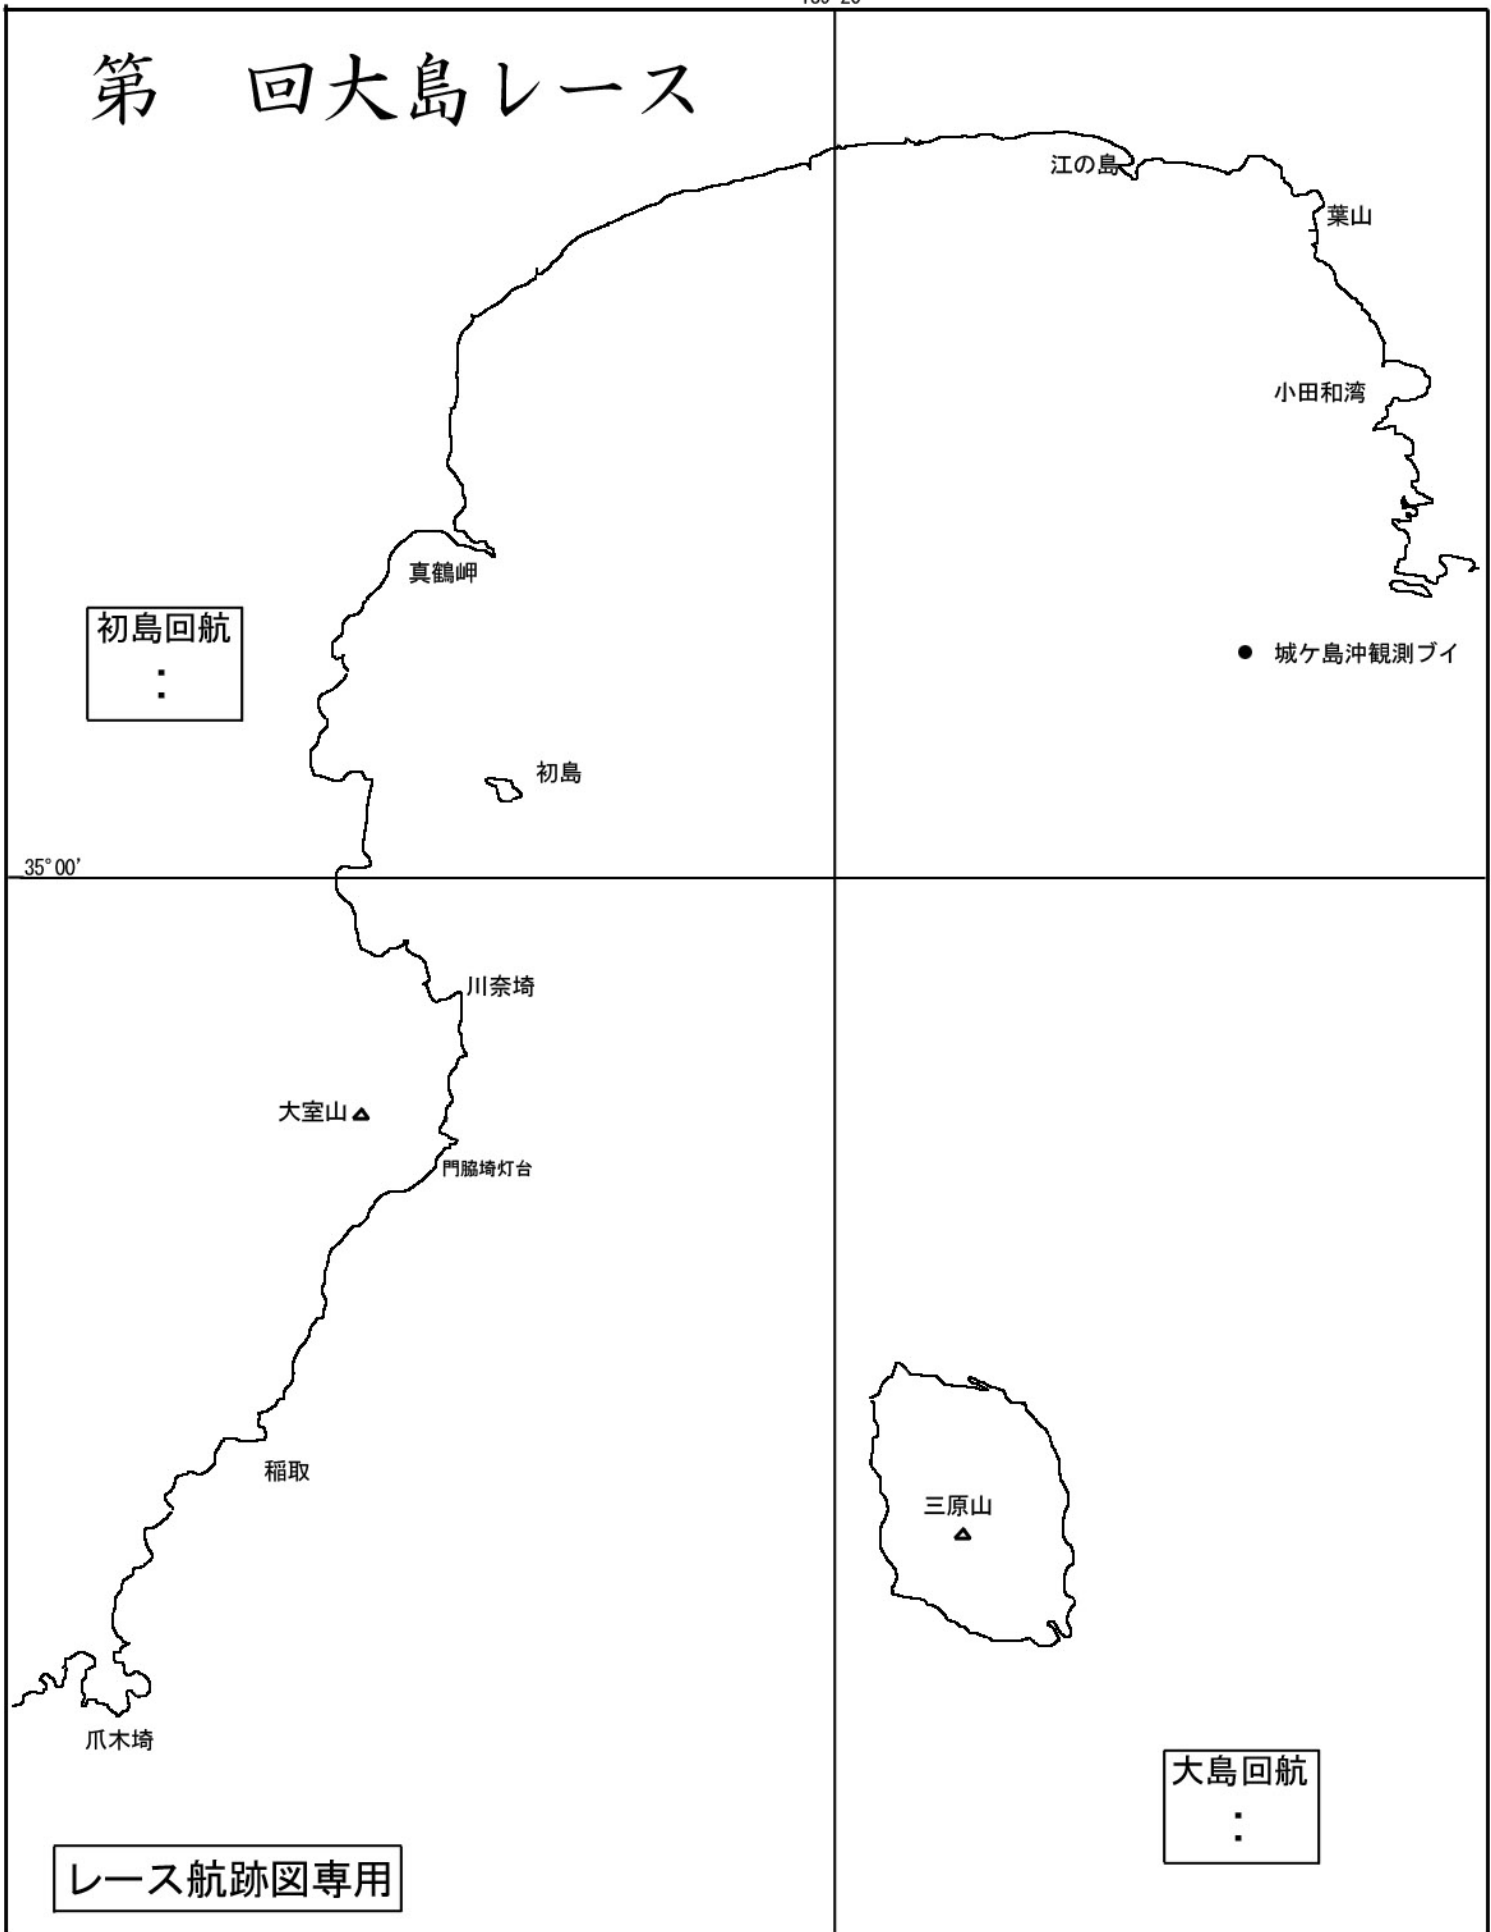 第　回大島レース
江の島
葉山
小田和湾
真鶴岬
初島回航
：
城ケ島沖観測ブイ
初島
35°00'
川奈埼
大室山
門脇埼灯台
稲取
三原山
爪木埼
大島回航
：
レース航跡図専用